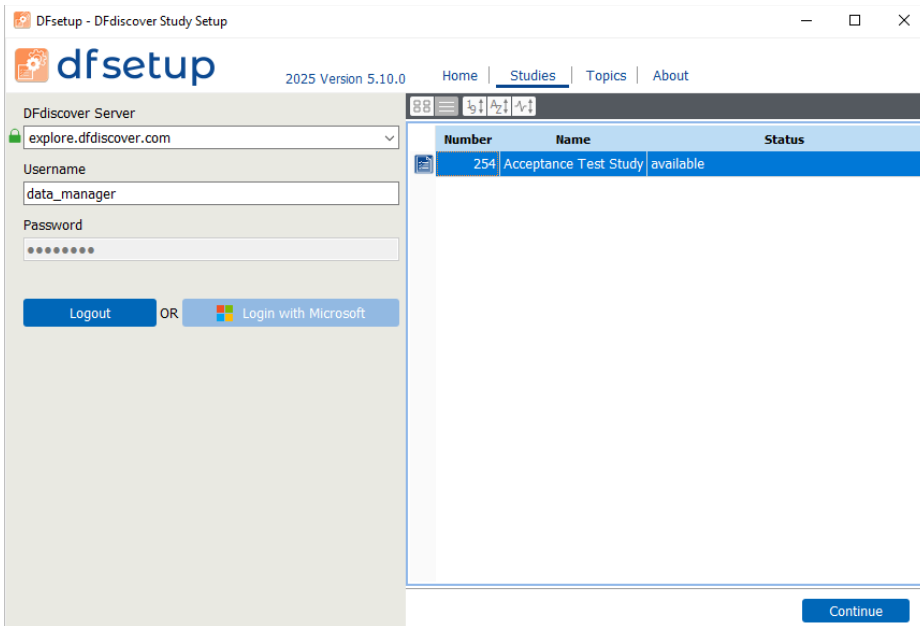 DFsetup - DFdiscover Study Setup
dfsetup
2025 Version 5.10.0
Home
Studies
Topics
About
DFdiscover Server
explore.dfdiscover.com
Username
data_manager
Password
Logout
OR
Login with Microsoft
Number Name Status
254 Acceptance Test Study available
Continue